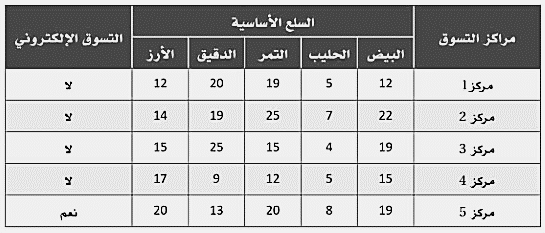 مراكز التسوق السلع الأساسية التسوق الإلكتروني
البيض الحليب التمر الدقيق الأرز
مركز 1 12 5 19 20 12 لا
مركز 2 22 7 25 19 14 لا
مركز 3 19 4 15 25 15 لا
مركز 4 15 5 12 9 17 لا
مركز 5 19 8 20 13 20 نعم